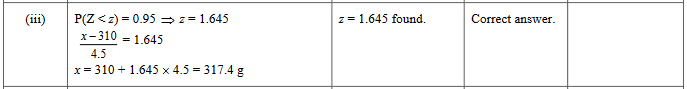 (iii) P(Z < z) = 0.95 ⇒ z = 1.645 z = 1.645 found. Correct answer.
x − 310 / 4.5 = 1.645
x = 310 + 1.645 × 4.5 = 317.4 g